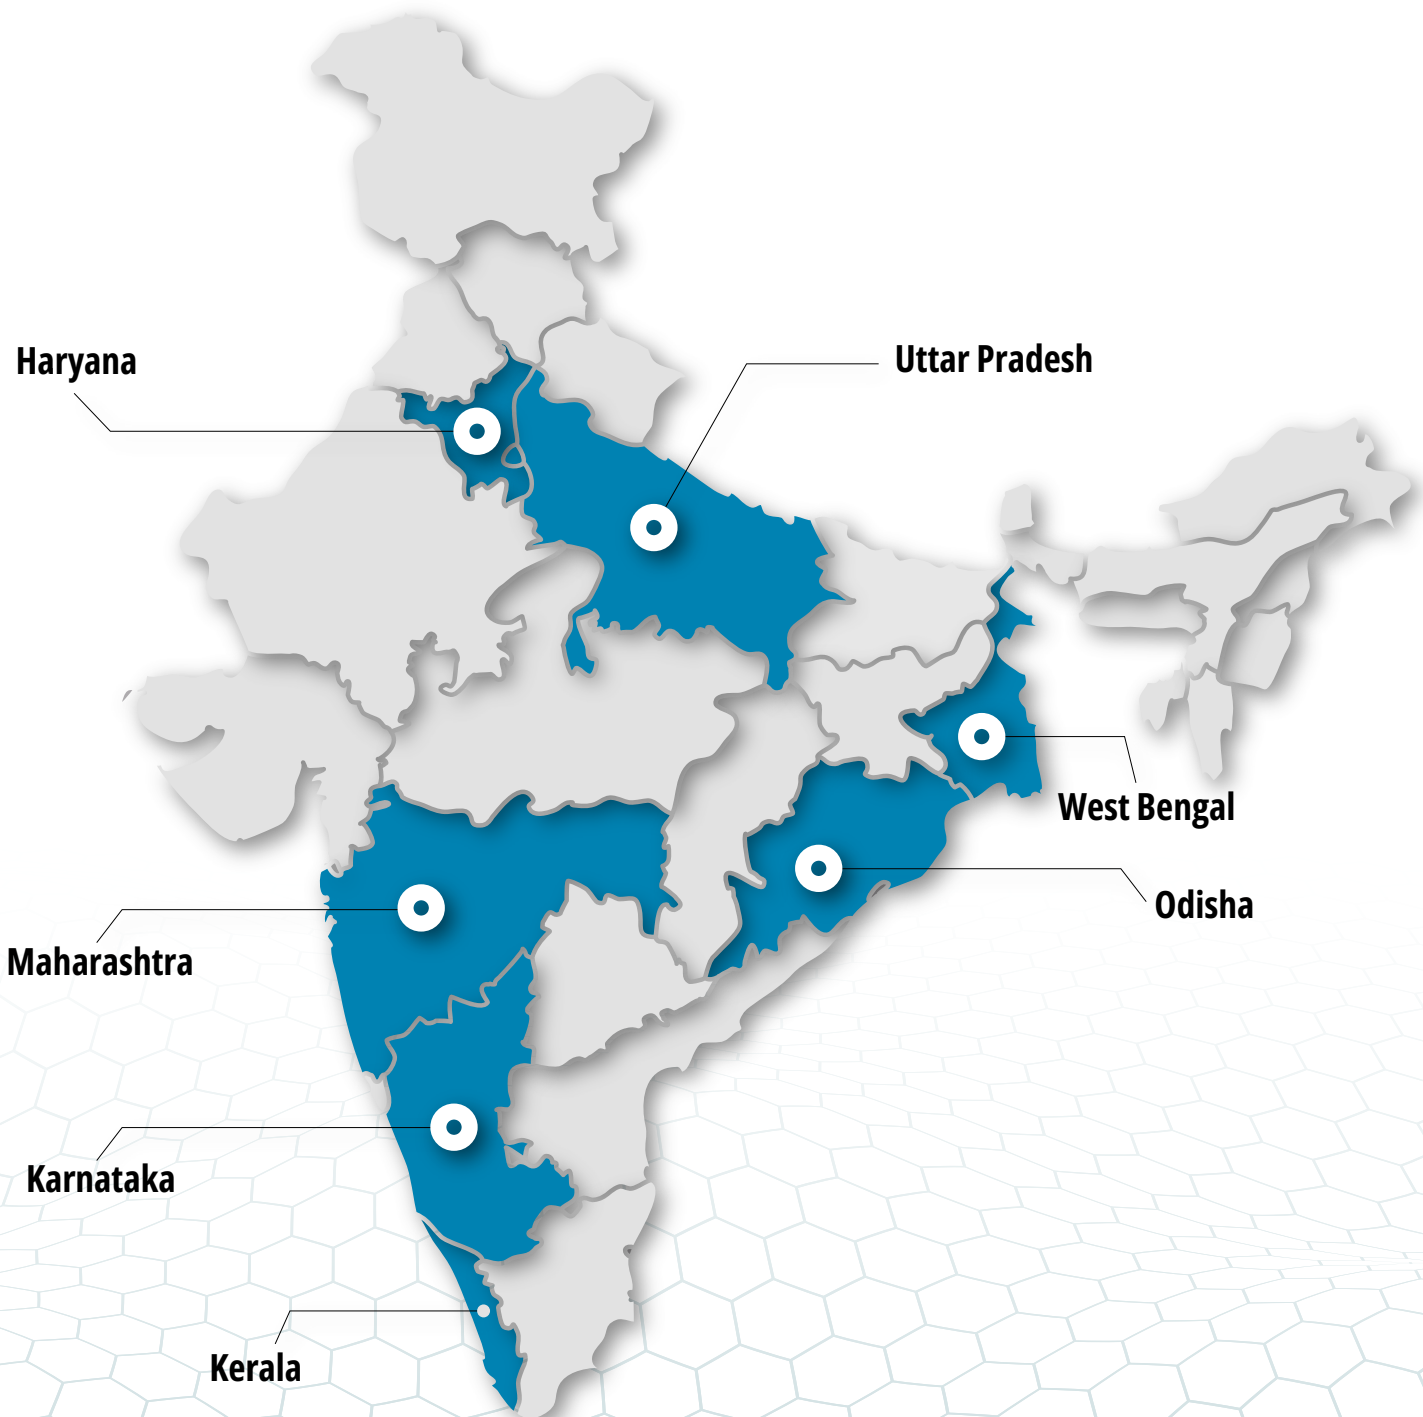 Haryana
Uttar Pradesh
West Bengal
Odisha
Maharashtra
Karnataka
Kerala